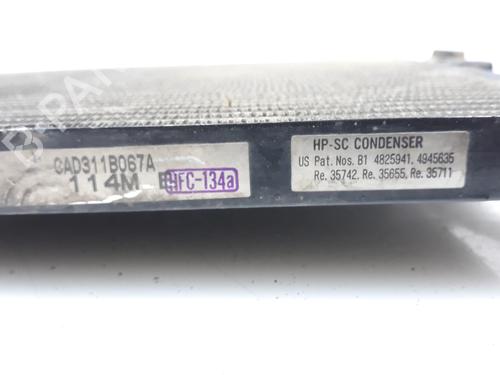 CAD311B067A
114M
HFC-134a
HP-SC CONDENSER
US Pat. Nos. B1 4825941, 4945635
Re. 35742, Re. 35655, Re. 35711
B-PARTS